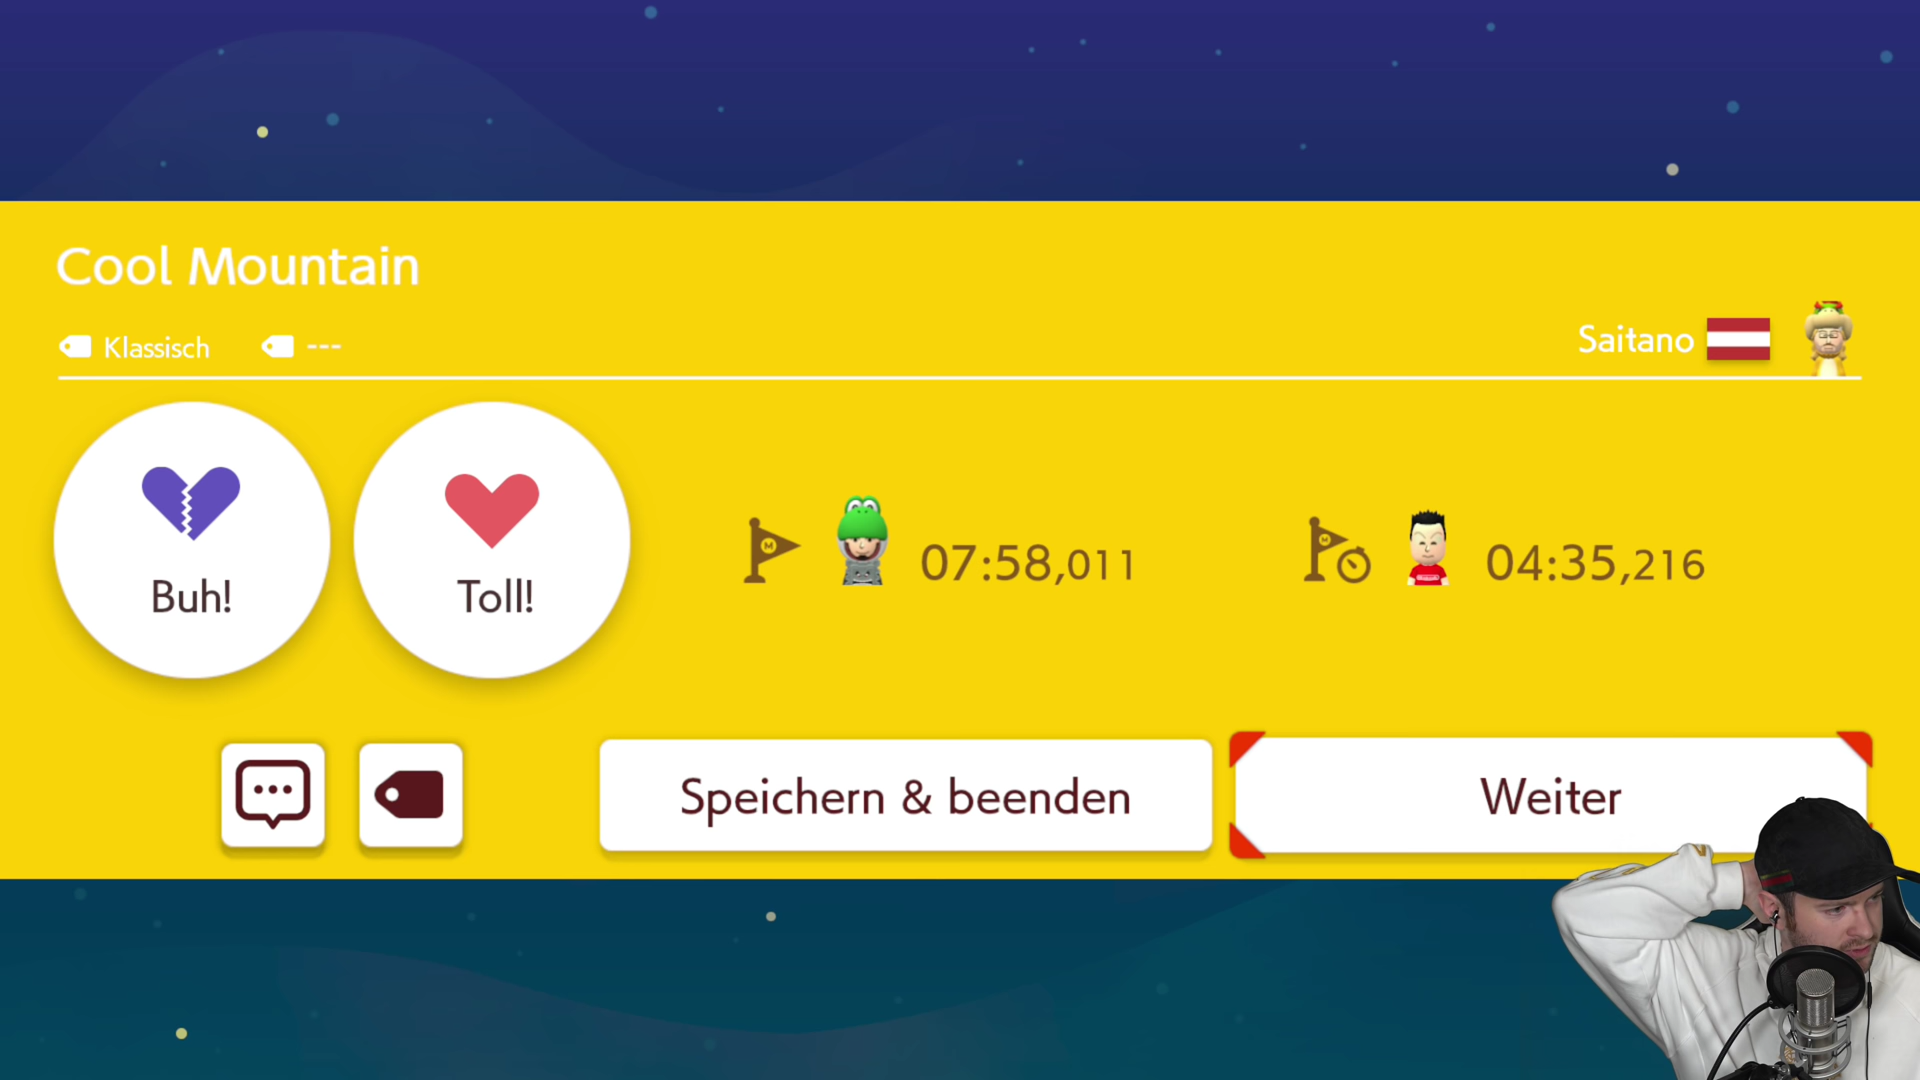 Cool Mountain
Klassisch
---
Saitano
Buh!
Toll!
M
07:58,011
M
04:35,216
Speichern & beenden
Weiter